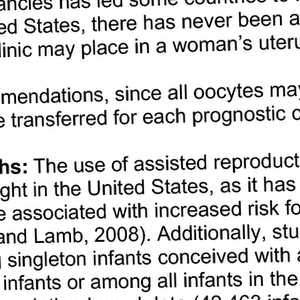 ancies has led some countries to
ed States, there has never been a
linic may place in a woman's uteru
mendations, since all oocytes may
e transferred for each prognostic c
hs: The use of assisted reproduct
ght in the United States, as it has
e associated with increased risk fo
and Lamb, 2008). Additionally, stu
singleton infants conceived with a
infants or among all infants in the